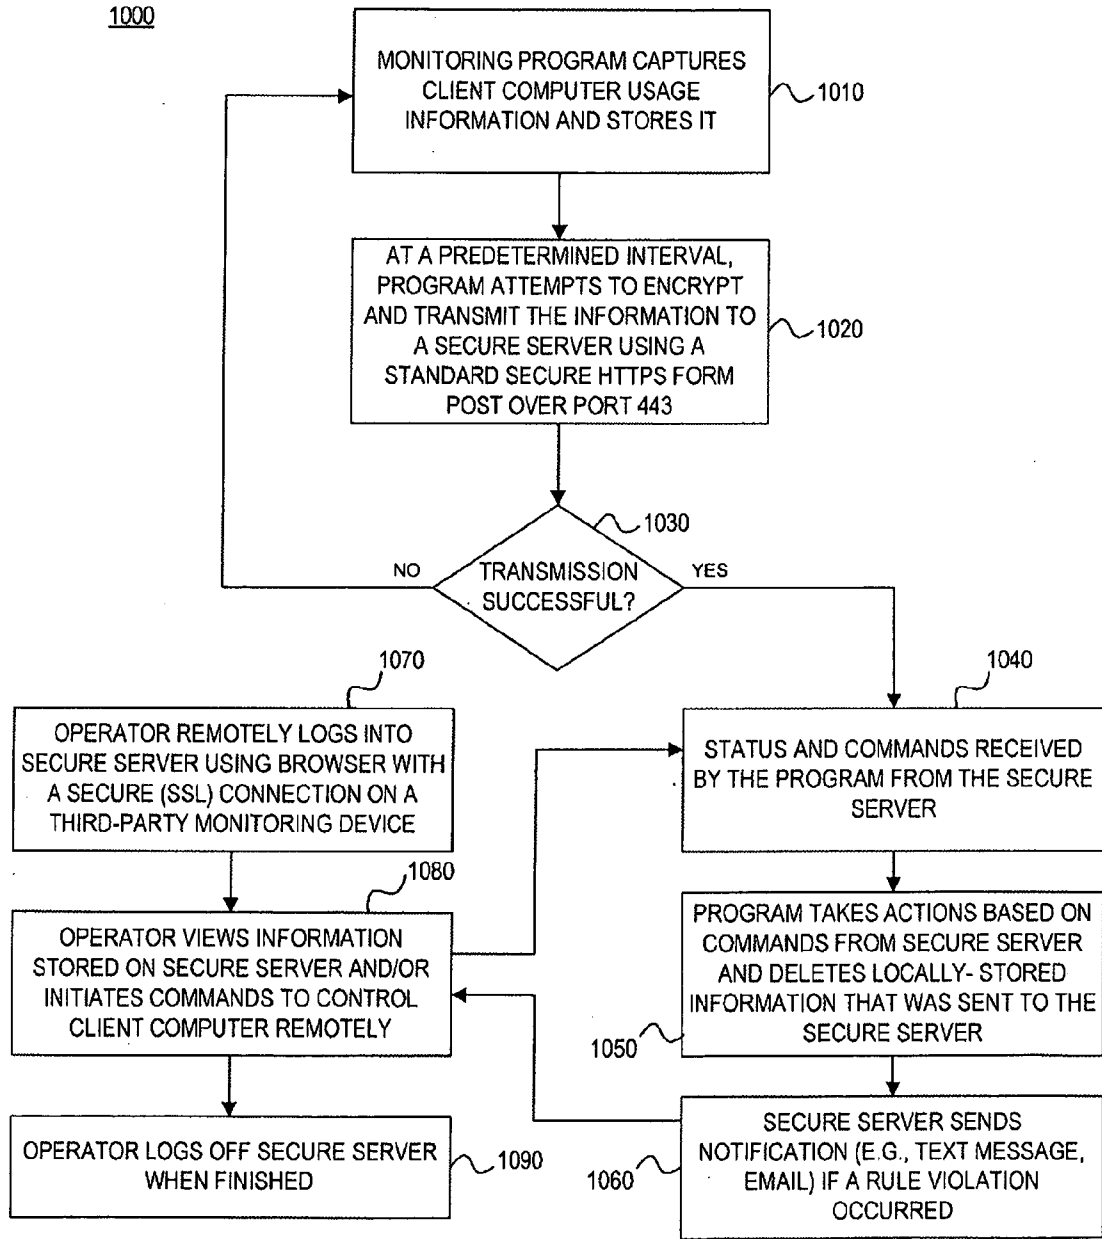 1000
MONITORING PROGRAM CAPTURES
CLIENT COMPUTER USAGE
INFORMATION AND STORES IT
1010
AT A PREDETERMINED INTERVAL,
PROGRAM ATTEMPTS TO ENCRYPT
AND TRANSMIT THE INFORMATION TO
A SECURE SERVER USING A
STANDARD SECURE HTTPS FORM
POST OVER PORT 443
1020
1030
TRANSMISSION
SUCCESSFUL?
NO
YES
1070
OPERATOR REMOTELY LOGS INTO
SECURE SERVER USING BROWSER WITH
A SECURE (SSL) CONNECTION ON A
THIRD-PARTY MONITORING DEVICE
1040
STATUS AND COMMANDS RECEIVED
BY THE PROGRAM FROM THE SECURE
SERVER
1080
OPERATOR VIEWS INFORMATION
STORED ON SECURE SERVER AND/OR
INITIATES COMMANDS TO CONTROL
CLIENT COMPUTER REMOTELY
PROGRAM TAKES ACTIONS BASED ON
COMMANDS FROM SECURE SERVER
AND DELETES LOCALLY- STORED
INFORMATION THAT WAS SENT TO THE
SECURE SERVER
1050
OPERATOR LOGS OFF SECURE SERVER
WHEN FINISHED
1090
SECURE SERVER SENDS
NOTIFICATION (E.G., TEXT MESSAGE,
EMAIL) IF A RULE VIOLATION
OCCURRED
1060